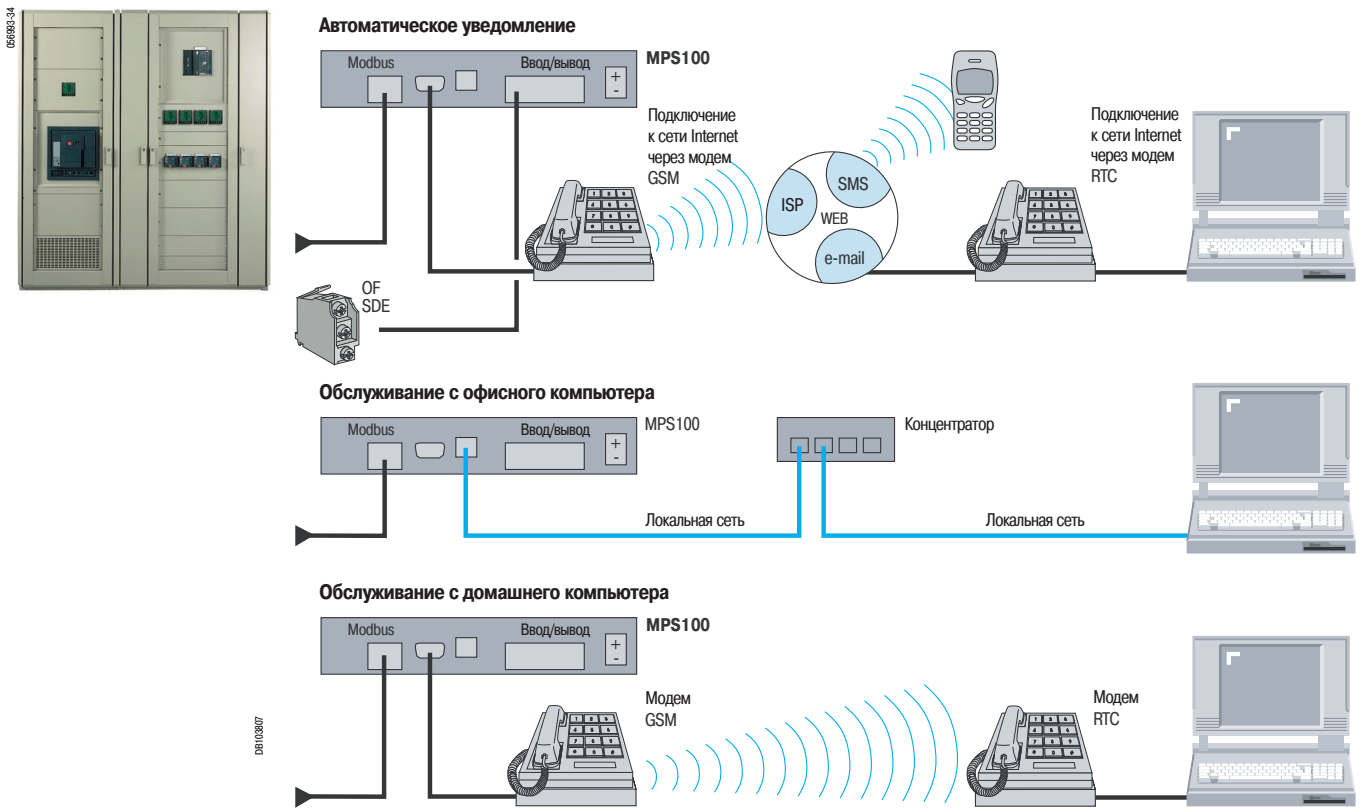 056993-34
Автоматическое уведомление
Modbus
Ввод/вывод
+
-
MPS100
Подключение
к сети Internet
через модем
GSM
ISP
SMS
WEB
e-mail
Подключение
к сети Internet
через модем
RTC
OF
SDE
Обслуживание с офисного компьютера
Modbus
Ввод/вывод
+
-
MPS100
Концентратор
Локальная сеть
Локальная сеть
Обслуживание с домашнего компьютера
Modbus
Ввод/вывод
+
-
MPS100
Модем
GSM
Модем
RTC
DB103807